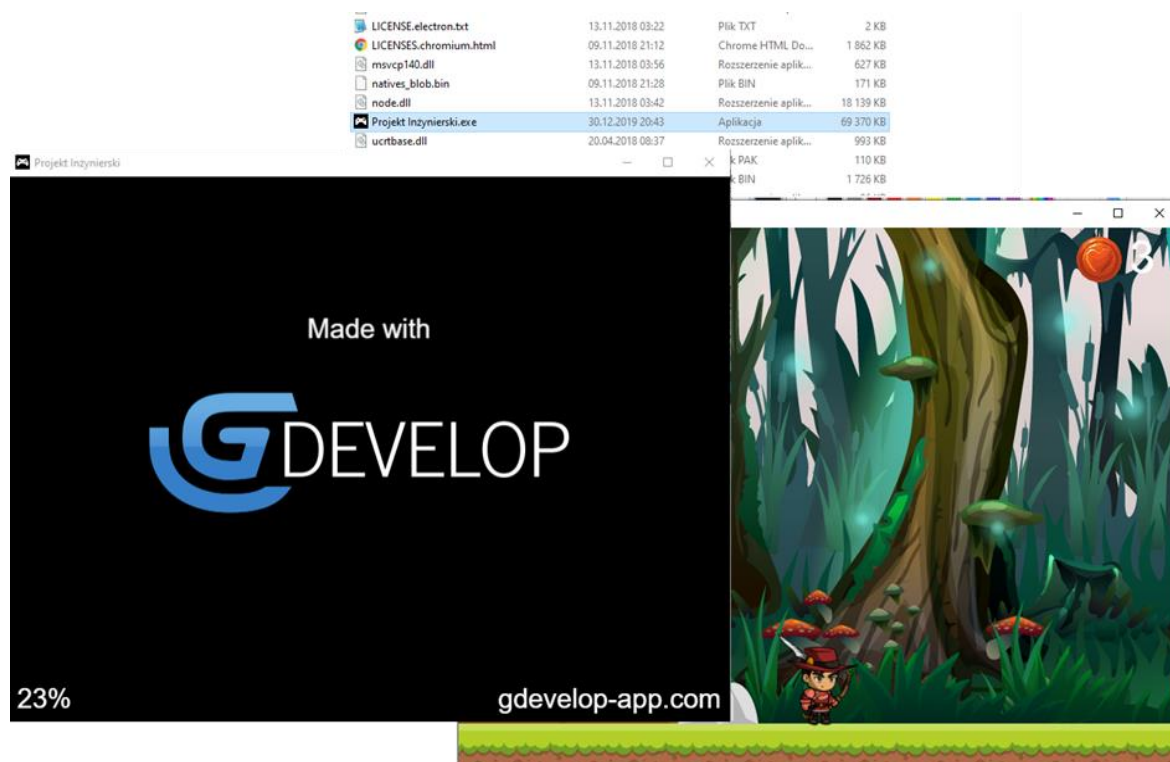 LICENSE.electron.txt 13.11.2018 03:22 Plik TXT 2 KB
LICENSES.chromium.html 09.11.2018 21:12 Chrome HTML Do... 1 862 KB
msvcp140.dll 13.11.2018 03:56 Rozszerzenie aplik... 627 KB
natives_blob.bin 09.11.2018 21:28 Plik BIN 171 KB
node.dll 13.11.2018 03:42 Rozszerzenie aplik... 18 139 KB
Projekt Inżynierski.exe 30.12.2019 20:43 Aplikacja 69 370 KB
ucrtbase.dll 20.04.2018 08:37 Rozszerzenie aplik... 993 KB
k PAK 110 KB
k BIN 1 726 KB
Projekt Inżynierski
3
Made with
GDEVELOP
23%
gdevelop-app.com